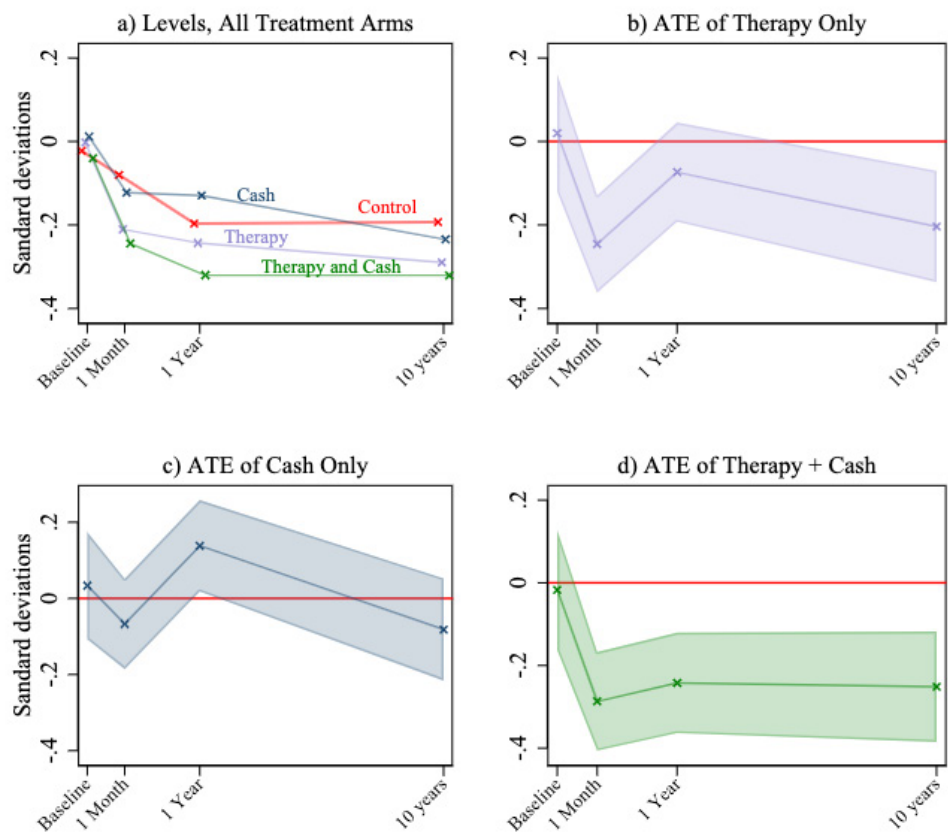 a) Levels, All Treatment Arms
Sandard deviations
.2
0
-.2
-.4
Cash
Control
Therapy
Therapy and Cash
Baseline
1 Month
1 Year
10 years
b) ATE of Therapy Only
.2
0
-.2
-.4
Baseline
1 Month
1 Year
10 years
c) ATE of Cash Only
Sandard deviations
.2
0
-.2
-.4
Baseline
1 Month
1 Year
10 years
d) ATE of Therapy + Cash
.2
0
-.2
-.4
Baseline
1 Month
1 Year
10 years